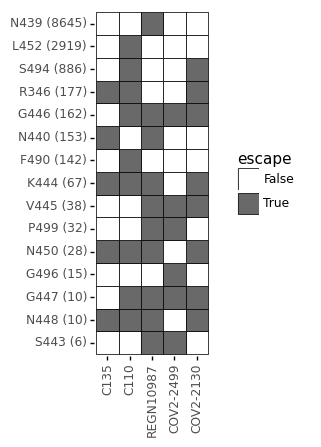 N439 (8645)
L452 (2919)
S494 (886)
R346 (177)
G446 (162)
N440 (153)
F490 (142)
K444 (67)
V445 (38)
P499 (32)
N450 (28)
G496 (15)
G447 (10)
N448 (10)
S443 (6)
escape
False
True
C135
C110
REGN10987
COV2-2499
COV2-2130